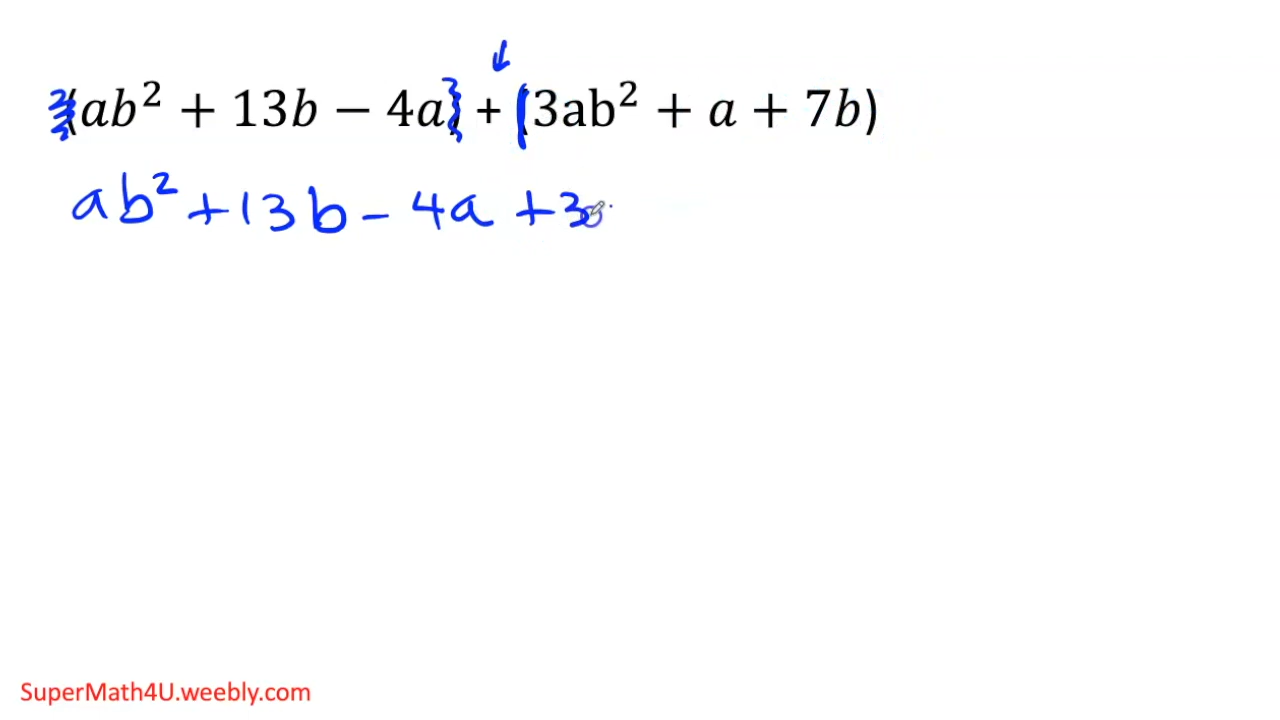 (ab² + 13b − 4a) + (3ab² + a + 7b)
ab² + 13b − 4a + 3
SuperMath4U.weebly.com